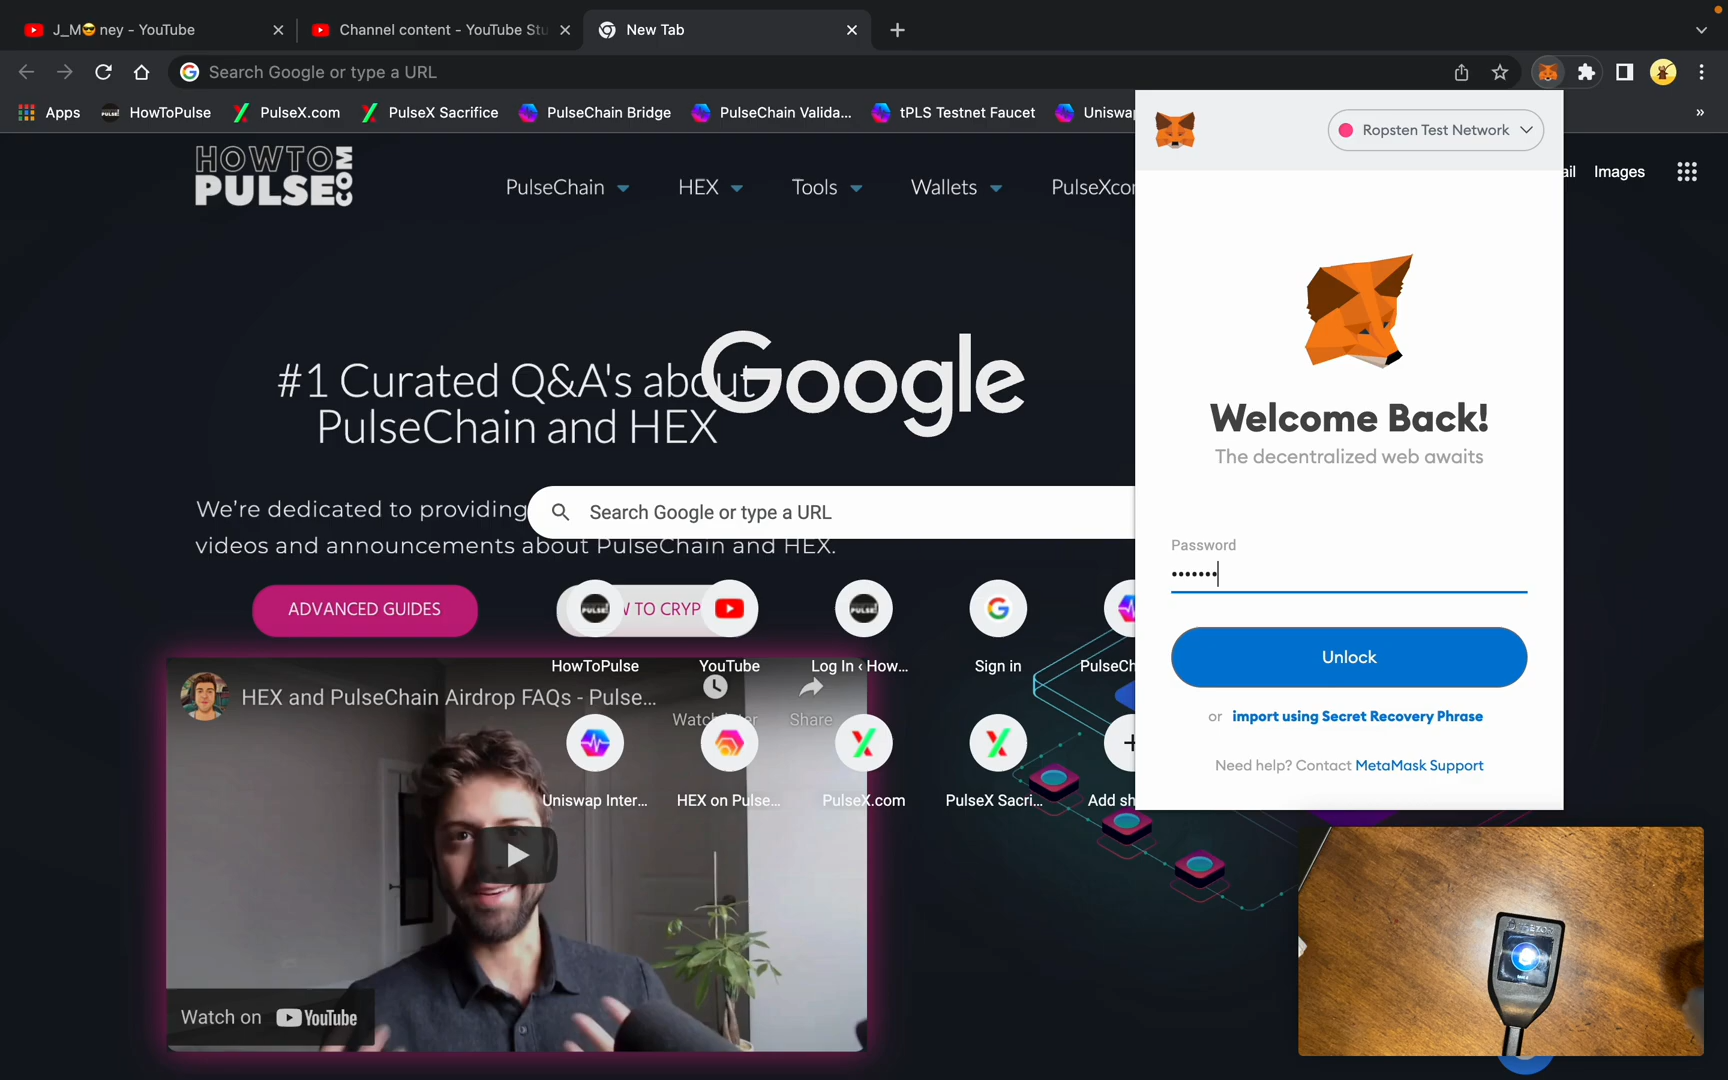 J_M😎ney - YouTube
Channel content - YouTube Stu
New Tab
Search Google or type a URL
Apps
HowToPulse
PulseX.com
PulseX Sacrifice
PulseChain Bridge
PulseChain Valida...
tPLS Testnet Faucet
Uniswap
HOWTO
PULSE.COM
PulseChain
HEX
Tools
Wallets
PulseXcom
Images
Ropsten Test Network
#1 Curated Q&A's about
PulseChain and HEX
Google
We're dedicated to providing
videos and announcements about PulseChain and HEX.
Search Google or type a URL
ADVANCED GUIDES
TO CRYP
HowToPulse
YouTube
Log In ‹ How...
Sign in
PulseCh
HEX and PulseChain Airdrop FAQs - Pulse...
Watch later
Share
Uniswap Inter...
HEX on Pulse...
PulseX.com
PulseX Sacri...
Add sh
Watch on YouTube
Welcome Back!
The decentralized web awaits
Password
Unlock
or import using Secret Recovery Phrase
Need help? Contact MetaMask Support